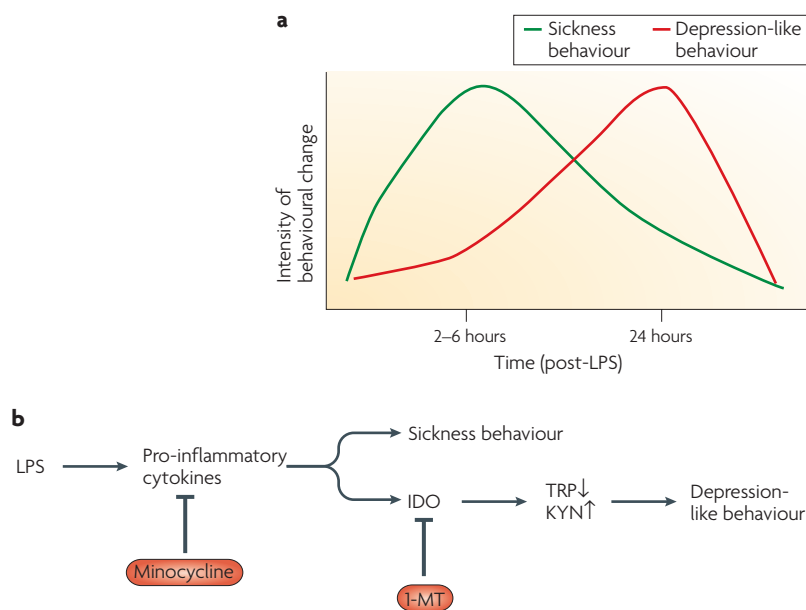 a
Sickness behaviour
Depression-like behaviour
Intensity of behavioural change
2–6 hours
24 hours
Time (post-LPS)
b
LPS
Pro-inflammatory cytokines
Sickness behaviour
IDO
TRP↓
KYN↑
Depression-like behaviour
Minocycline
1-MT